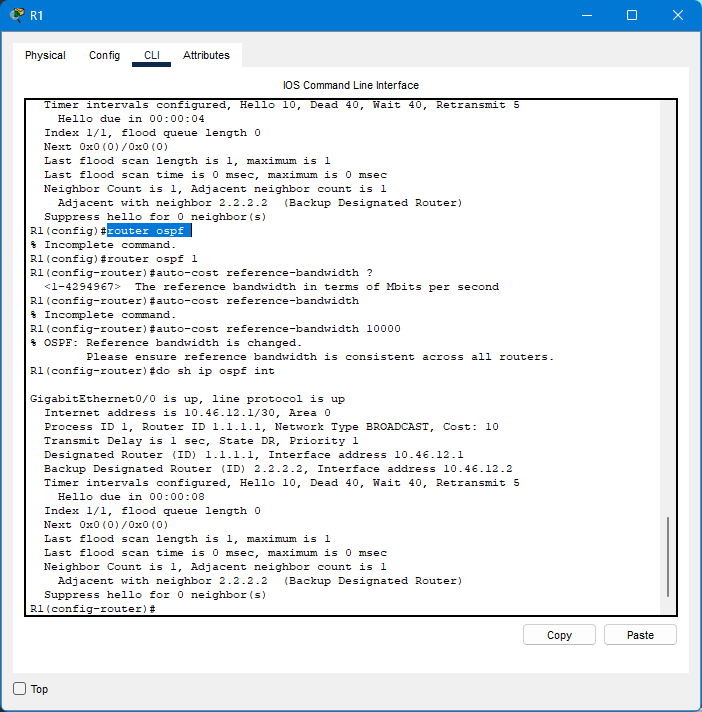 R1
Physical Config CLI Attributes
IOS Command Line Interface
Timer intervals configured, Hello 10, Dead 40, Wait 40, Retransmit 5
Hello due in 00:00:04
Index 1/1, flood queue length 0
Next 0x0(0)/0x0(0)
Last flood scan length is 1, maximum is 1
Last flood scan time is 0 msec, maximum is 0 msec
Neighbor Count is 1, Adjacent neighbor count is 1
Adjacent with neighbor 2.2.2.2  (Backup Designated Router)
Suppress hello for 0 neighbor(s)
R1(config)#router ospf
% Incomplete command.
R1(config)#router ospf 1
R1(config-router)#auto-cost reference-bandwidth ?
<1-4294967>  The reference bandwidth in terms of Mbits per second
R1(config-router)#auto-cost reference-bandwidth
% Incomplete command.
R1(config-router)#auto-cost reference-bandwidth 10000
% OSPF: Reference bandwidth is changed.
Please ensure reference bandwidth is consistent across all routers.
R1(config-router)#do sh ip ospf int
GigabitEthernet0/0 is up, line protocol is up
Internet address is 10.46.12.1/30, Area 0
Process ID 1, Router ID 1.1.1.1, Network Type BROADCAST, Cost: 10
Transmit Delay is 1 sec, State DR, Priority 1
Designated Router (ID) 1.1.1.1, Interface address 10.46.12.1
Backup Designated Router (ID) 2.2.2.2, Interface address 10.46.12.2
Timer intervals configured, Hello 10, Dead 40, Wait 40, Retransmit 5
Hello due in 00:00:08
Index 1/1, flood queue length 0
Next 0x0(0)/0x0(0)
Last flood scan length is 1, maximum is 1
Last flood scan time is 0 msec, maximum is 0 msec
Neighbor Count is 1, Adjacent neighbor count is 1
Adjacent with neighbor 2.2.2.2  (Backup Designated Router)
Suppress hello for 0 neighbor(s)
R1(config-router)#
Copy Paste
Top